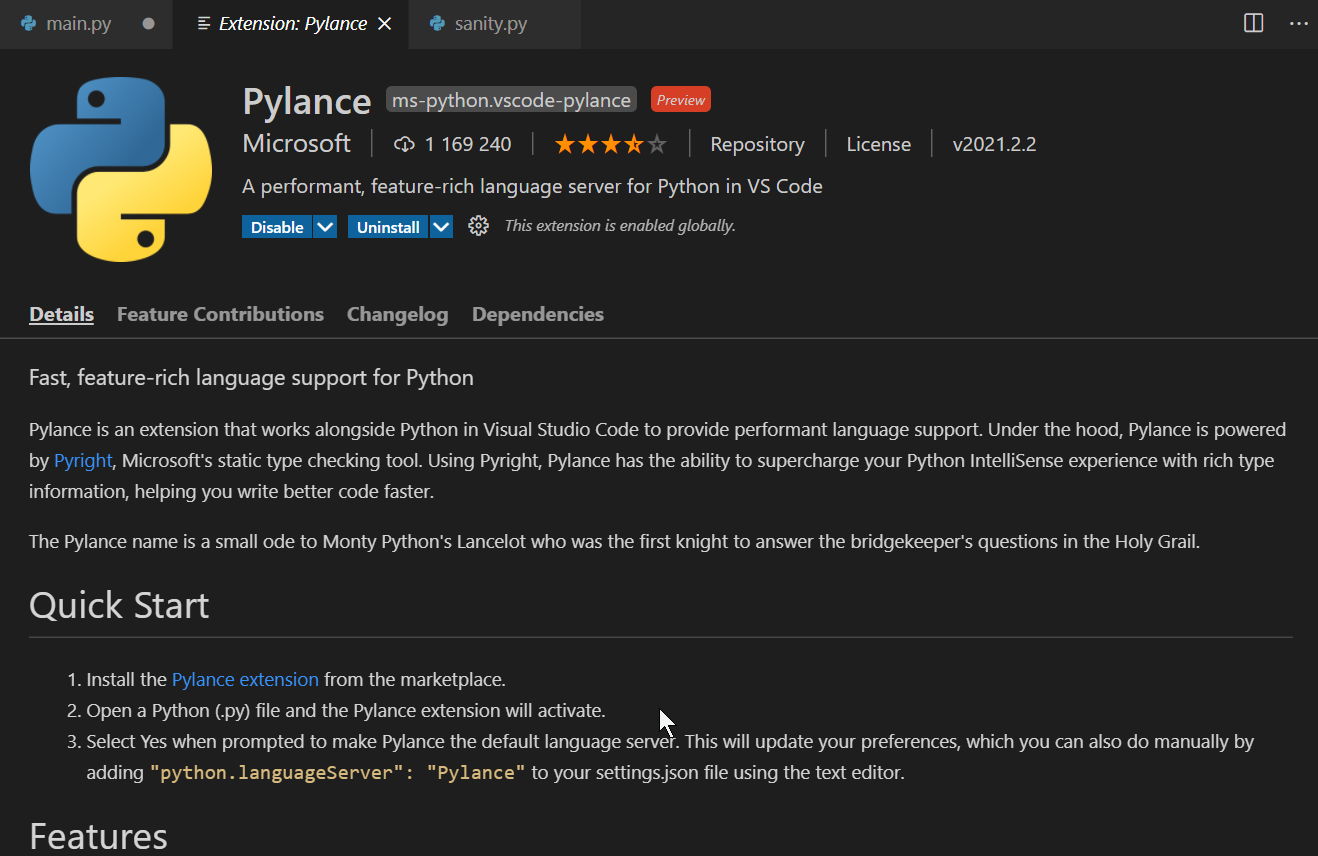 main.py
Extension: Pylance
sanity.py
Pylance ms-python.vscode-pylance Preview
Microsoft 1 169 240 Repository License v2021.2.2
A performant, feature-rich language server for Python in VS Code
Disable Uninstall This extension is enabled globally.
Details Feature Contributions Changelog Dependencies
Fast, feature-rich language support for Python
Pylance is an extension that works alongside Python in Visual Studio Code to provide performant language support. Under the hood, Pylance is powered
by Pyright, Microsoft's static type checking tool. Using Pyright, Pylance has the ability to supercharge your Python IntelliSense experience with rich type
information, helping you write better code faster.
The Pylance name is a small ode to Monty Python's Lancelot who was the first knight to answer the bridgekeeper's questions in the Holy Grail.
Quick Start
1. Install the Pylance extension from the marketplace.
2. Open a Python (.py) file and the Pylance extension will activate.
3. Select Yes when prompted to make Pylance the default language server. This will update your preferences, which you can also do manually by
adding "python.languageServer": "Pylance" to your settings.json file using the text editor.
Features